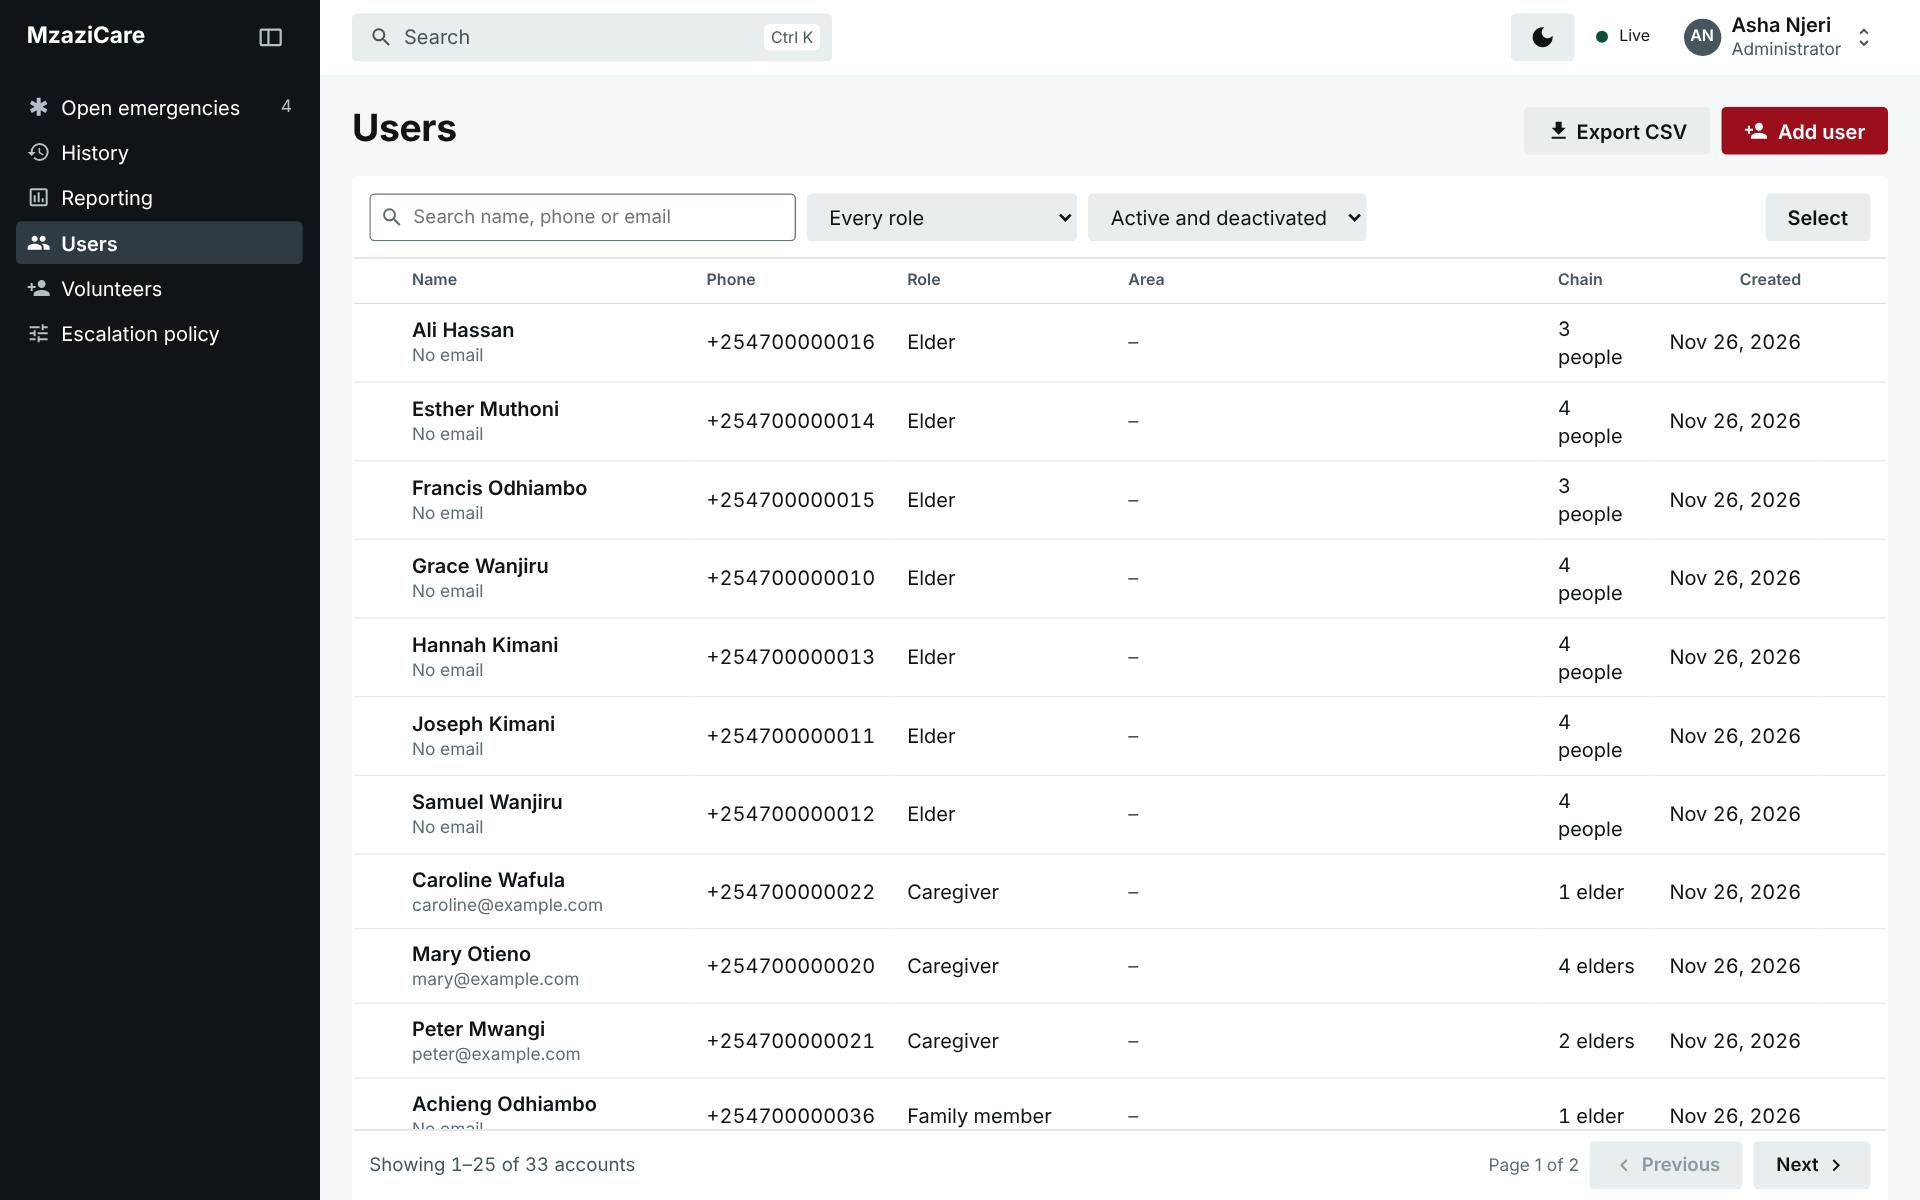 MzaziCare
Search
Ctrl K
Live
AN
Asha Njeri
Administrator
Open emergencies 4
History
Reporting
Users
Volunteers
Escalation policy
Users
Export CSV
Add user
Search name, phone or email
Every role
Active and deactivated
Select
Name Phone Role Area Chain Created
Ali Hassan
No email
+254700000016 Elder –
3
people
Nov 26, 2026
Esther Muthoni
No email
+254700000014 Elder –
4
people
Nov 26, 2026
Francis Odhiambo
No email
+254700000015 Elder –
3
people
Nov 26, 2026
Grace Wanjiru
No email
+254700000010 Elder –
4
people
Nov 26, 2026
Hannah Kimani
No email
+254700000013 Elder –
4
people
Nov 26, 2026
Joseph Kimani
No email
+254700000011 Elder –
4
people
Nov 26, 2026
Samuel Wanjiru
No email
+254700000012 Elder –
4
people
Nov 26, 2026
Caroline Wafula
caroline@example.com
+254700000022 Caregiver – 1 elder Nov 26, 2026
Mary Otieno
mary@example.com
+254700000020 Caregiver – 4 elders Nov 26, 2026
Peter Mwangi
peter@example.com
+254700000021 Caregiver – 2 elders Nov 26, 2026
Achieng Odhiambo
No email
+254700000036 Family member – 1 elder Nov 26, 2026
Showing 1–25 of 33 accounts
Page 1 of 2
Previous
Next